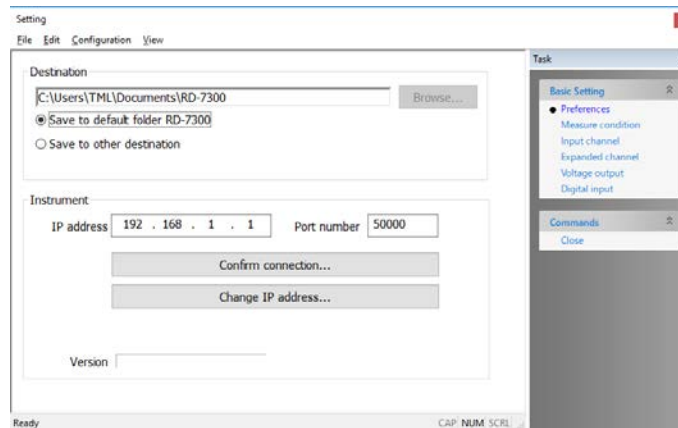 Setting
File Edit Configuration View
Destination
C:\Users\TML\Documents\RD-7300
Browse...
Save to default folder RD-7300
Save to other destination
Instrument
IP address 192 . 168 . 1 . 1 Port number 50000
Confirm connection...
Change IP address...
Version
Ready
CAP NUM SCRL
Task
Basic Setting
Preferences
Measure condition
Input channel
Expanded channel
Voltage output
Digital input
Commands
Close